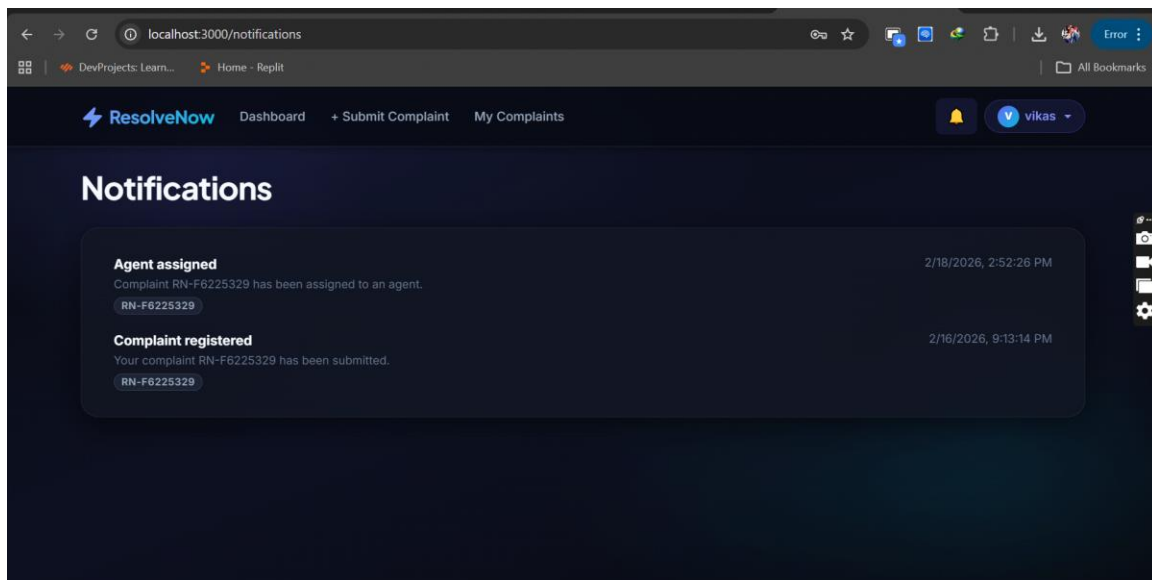 localhost:3000/notifications
Error
DevProjects: Learn...
Home - Replit
All Bookmarks
ResolveNow
Dashboard
+ Submit Complaint
My Complaints
V
vikas
Notifications
Agent assigned
2/18/2026, 2:52:26 PM
Complaint RN-F6225329 has been assigned to an agent.
RN-F6225329
Complaint registered
2/16/2026, 9:13:14 PM
Your complaint RN-F6225329 has been submitted.
RN-F6225329